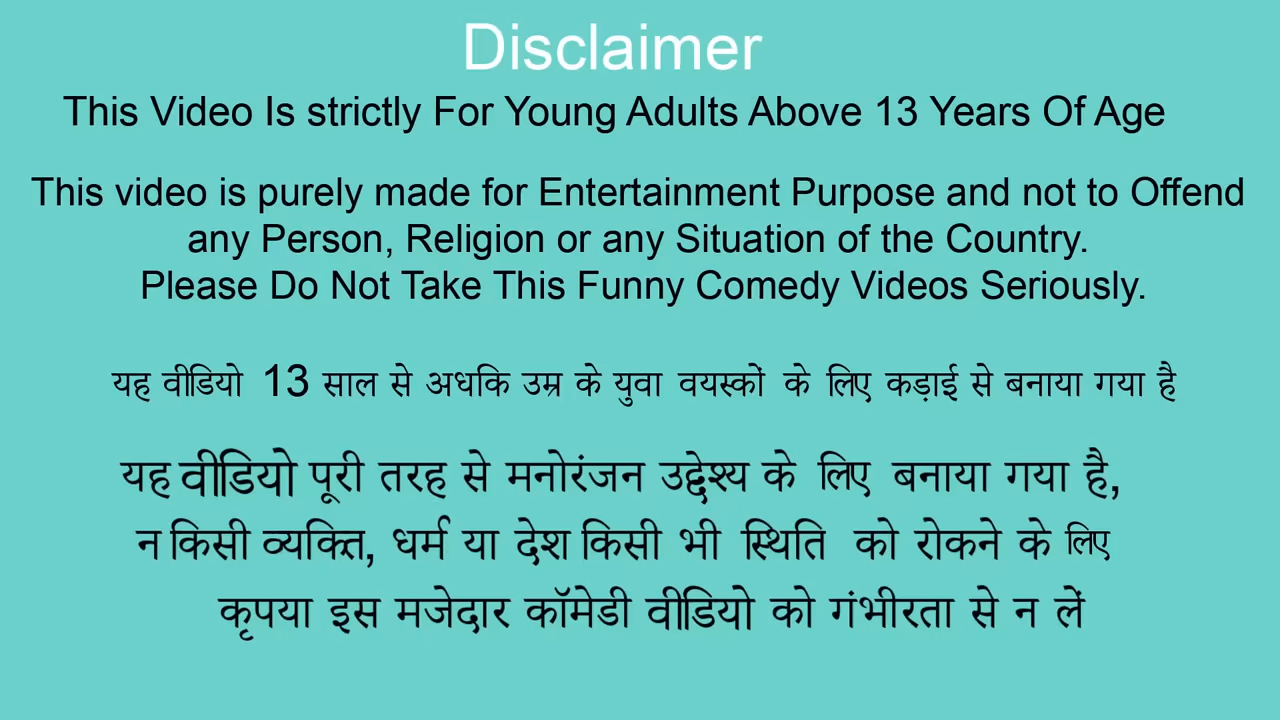 Disclaimer
This Video Is strictly For Young Adults Above 13 Years Of Age
This video is purely made for Entertainment Purpose and not to Offend
any Person, Religion or any Situation of the Country.
Please Do Not Take This Funny Comedy Videos Seriously.
यह वीडियो 13 साल से अधकि उम्र के युवा वयस्कों के लिए कड़ाई से बनाया गया है
यह वीडियो पूरी तरह से मनोरंजन उद्देश्य के लिए बनाया गया है,
न किसी व्यक्ति, धर्म या देश किसी भी स्थिति को रोकने के लिए
कृपया इस मजेदार कॉमेडी वीडियो को गंभीरता से न लें